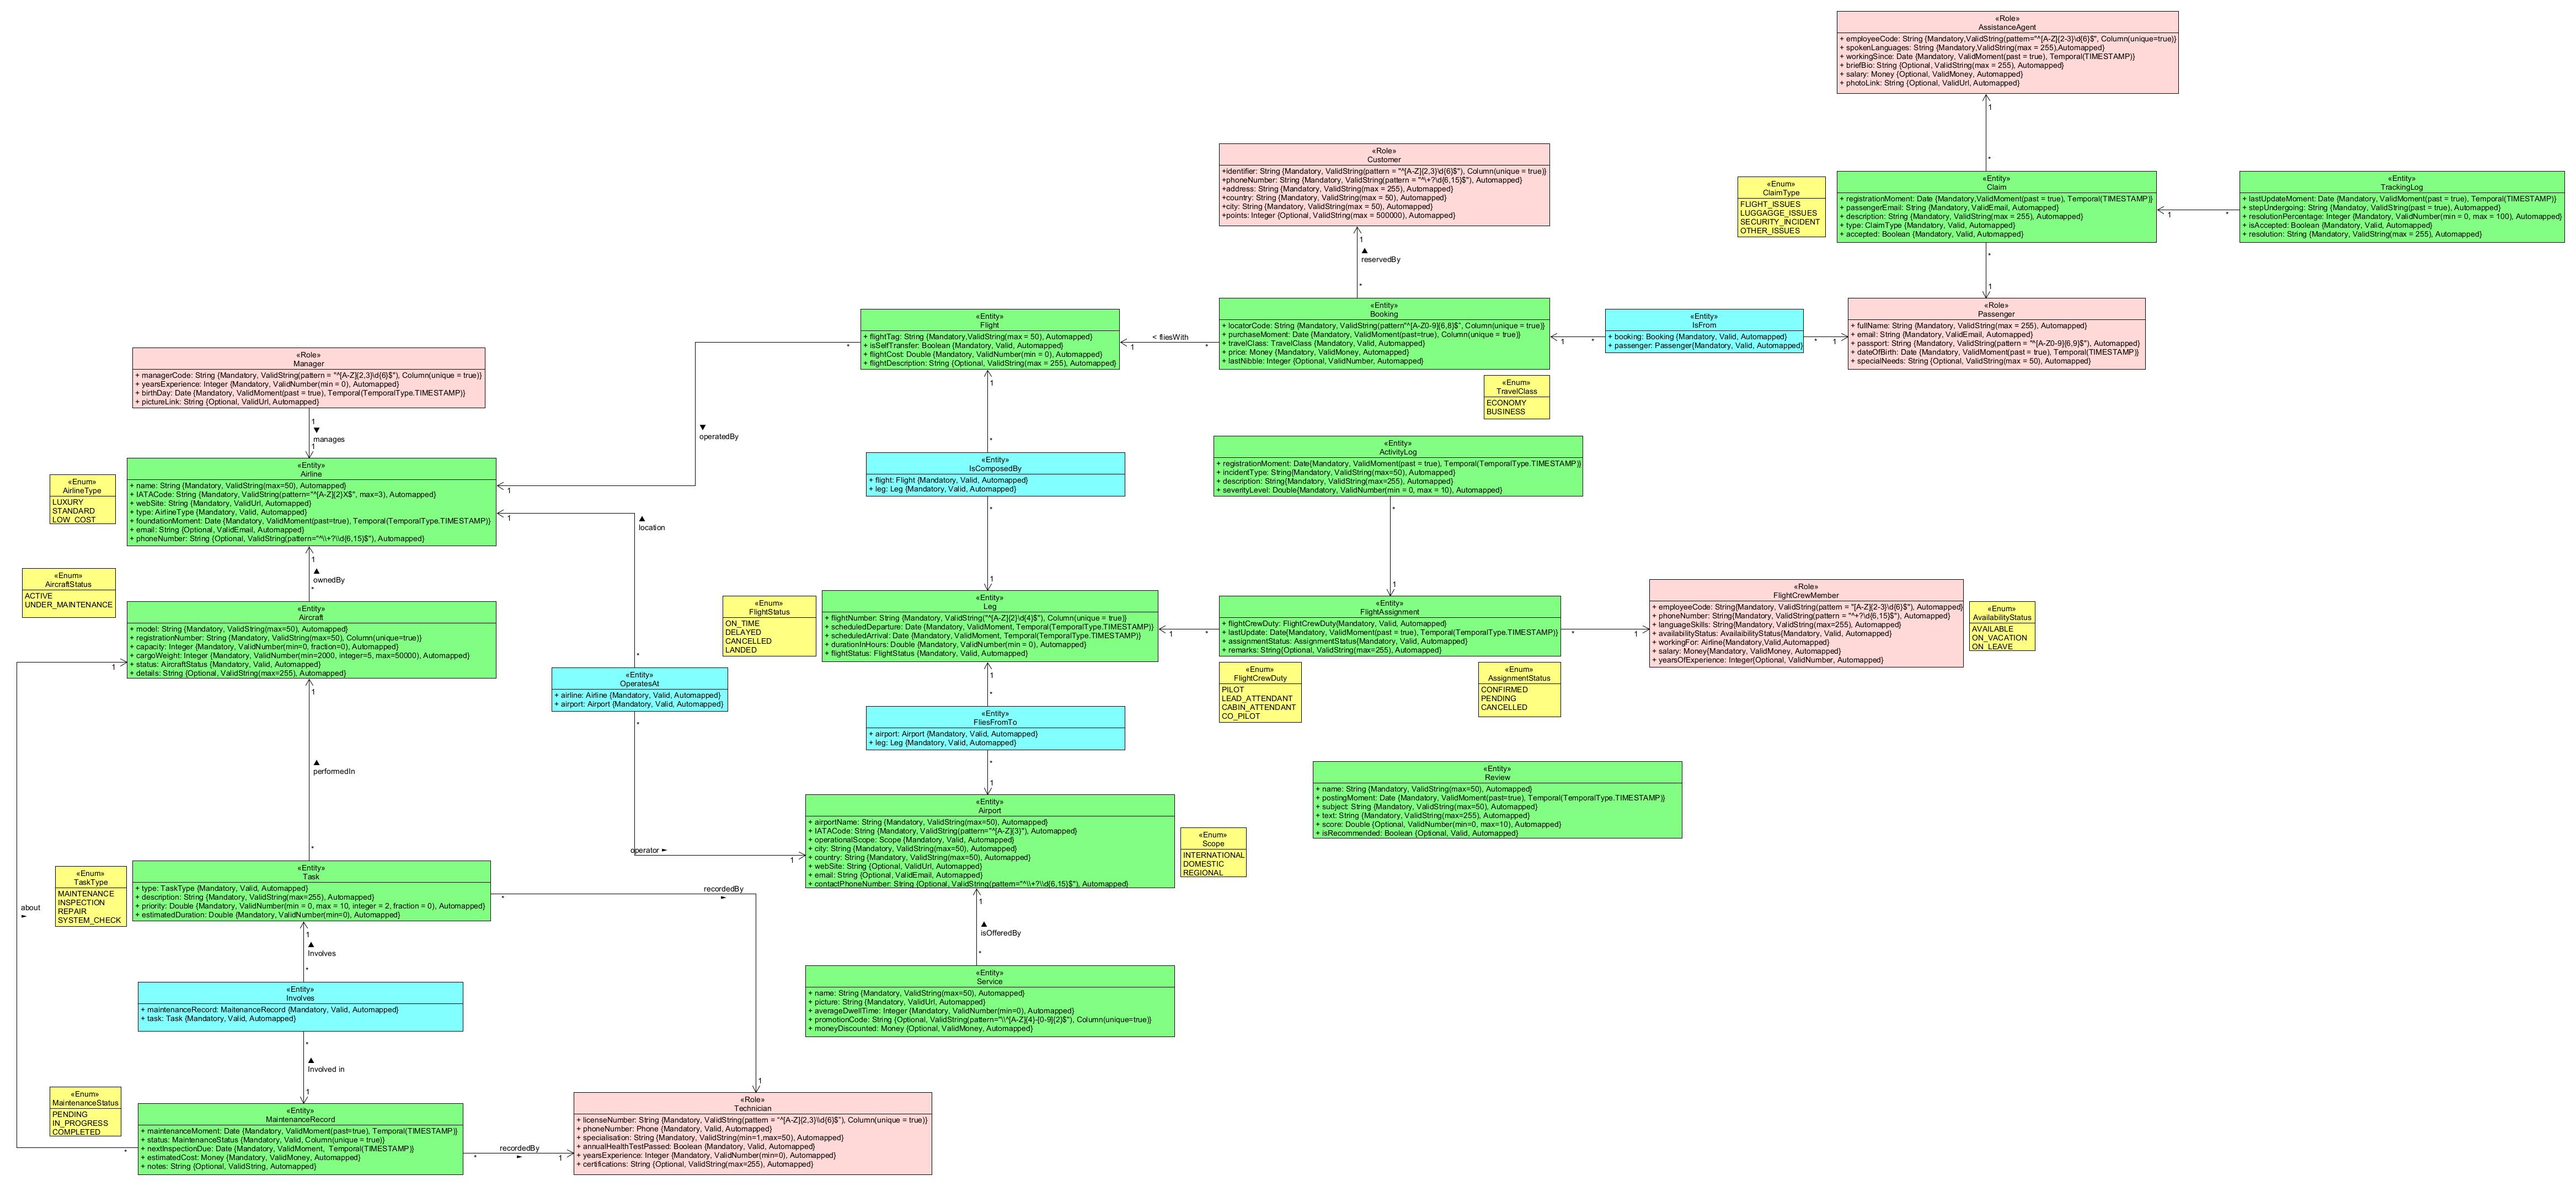 «Role»
AssistanceAgent
+ employeeCode: String {Mandatory,ValidString(pattern="^[A-Z]{2-3}\d{6}$", Column(unique=true)}
+ spokenLanguages: String {Mandatory,ValidString(max = 255),Automapped}
+ workingSince: Date {Mandatory, ValidMoment(past = true), Temporal(TIMESTAMP)}
+ briefBio: String {Optional, ValidString(max = 255), Automapped}
+ salary: Money {Optional, ValidMoney, Automapped}
+ photoLink: String {Optional, ValidUrl, Automapped}
1
*
«Role»
Customer
+identifier: String {Mandatory, ValidString(pattern = "^[A-Z]{2,3}\d{6}$"), Column(unique = true)}
+phoneNumber: String {Mandatory, ValidString(pattern = "^\+?\d{6,15}$"), Automapped}
+address: String {Mandatory, ValidString(max = 255), Automapped}
+country: String {Mandatory, ValidString(max = 50), Automapped}
+city: String {Mandatory, ValidString(max = 50), Automapped}
+points: Integer {Optional, ValidString(max = 500000), Automapped}
1
▲
reservedBy
*
«Enum»
ClaimType
FLIGHT_ISSUES
LUGGAGGE_ISSUES
SECURITY_INCIDENT
OTHER_ISSUES
«Entity»
Claim
+ registrationMoment: Date {Mandatory,ValidMoment(past = true), Temporal(TIMESTAMP)}
+ passengerEmail: String {Mandatory, ValidEmail, Automapped}
+ description: String {Mandatory, ValidString(max = 255), Automapped}
+ type: ClaimType {Mandatory, Valid, Automapped}
+ accepted: Boolean {Mandatory, Valid, Automapped}
1
*
«Entity»
TrackingLog
+ lastUpdateMoment: Date {Mandatory, ValidMoment(past = true), Temporal(TIMESTAMP)}
+ stepUndergoing: String {Mandatoy, ValidString(past = true), Automapped}
+ resolutionPercentage: Integer {Mandatory, ValidNumber(min = 0, max = 100), Automapped}
+ isAccepted: Boolean {Mandatory, Valid, Automapped}
+ resolution: String {Mandatory, ValidString(max = 255), Automapped}
*
1
«Entity»
Flight
+ flightTag: String {Mandatory,ValidString(max = 50), Automapped}
+ isSelfTransfer: Boolean {Mandatory, Valid, Automapped}
+ flightCost: Double {Mandatory, ValidNumber(min = 0), Automapped}
+ flightDescription: String {Optional, ValidString(max = 255), Automapped}
< fliesWith
1
*
«Entity»
Booking
+ locatorCode: String {Mandatory, ValidString(pattern"^[A-Z0-9]{6,8}$", Column(unique = true)}
+ purchaseMoment: Date {Mandatory, ValidMoment(past=true), Column(unique = true)}
+ travelClass: TravelClass {Mandatory, Valid, Automapped}
+ price: Money {Mandatory, ValidMoney, Automapped}
+ lastNibble: Integer {Optional, ValidNumber, Automapped}
1
*
«Entity»
IsFrom
+ booking: Booking {Mandatory, Valid, Automapped}
+ passenger: Passenger{Mandatory, Valid, Automapped}
*
1
«Role»
Passenger
+ fullName: String {Mandatory, ValidString(max = 255), Automapped}
+ email: String {Mandatory, ValidEmail, Automapped}
+ passport: String {Mandatory, ValidString(pattern = "^[A-Z0-9]{6,9}$"), Automapped}
+ dateOfBirth: Date {Mandatory, ValidMoment(past = true), Temporal(TIMESTAMP)}
+ specialNeeds: String {Optional, ValidString(max = 50), Automapped}
«Enum»
TravelClass
ECONOMY
BUSINESS
«Role»
Manager
+ managerCode: String {Mandatory, ValidString(pattern = "^[A-Z]{2,3}\d{6}$"), Column(unique = true)}
+ yearsExperience: Integer {Mandatory, ValidNumber(min = 0), Automapped}
+ birthDay: Date {Mandatory, ValidMoment(past = true), Temporal(TemporalType.TIMESTAMP)}
+ pictureLink: String {Optional, ValidUrl, Automapped}
1
▼
manages
1
*
▼
operatedBy
1
1
*
«Enum»
AirlineType
LUXURY
STANDARD
LOW_COST
«Entity»
Airline
+ name: String {Mandatory, ValidString(max=50), Automapped}
+ IATACode: String {Mandatory, ValidString(pattern="^[A-Z]{2}X$", max=3), Automapped}
+ webSite: String {Mandatory, ValidUrl, Automapped}
+ type: AirlineType {Mandatory, Valid, Automapped}
+ foundationMoment: Date {Mandatory, ValidMoment(past=true), Temporal(TemporalType.TIMESTAMP)}
+ email: String {Optional, ValidEmail, Automapped}
+ phoneNumber: String {Optional, ValidString(pattern="^\\+?\\d{6,15}$"), Automapped}
1
▲
location
*
«Entity»
IsComposedBy
+ flight: Flight {Mandatory, Valid, Automapped}
+ leg: Leg {Mandatory, Valid, Automapped}
*
1
«Entity»
ActivityLog
+ registrationMoment: Date{Mandatory, ValidMoment(past = true), Temporal(TemporalType.TIMESTAMP)}
+ incidentType: String{Mandatory, ValidString(max=50), Automapped}
+ description: String{Mandatory, ValidString(max=255), Automapped}
+ severityLevel: Double{Mandatory, ValidNumber(min = 0, max = 10), Automapped}
*
1
1
▲
ownedBy
*
«Enum»
AircraftStatus
ACTIVE
UNDER_MAINTENANCE
«Entity»
Aircraft
+ model: String {Mandatory, ValidString(max=50), Automapped}
+ registrationNumber: String {Mandatory, ValidString(max=50), Column(unique=true)}
+ capacity: Integer {Mandatory, ValidNumber(min=0, fraction=0), Automapped}
+ cargoWeight: Integer {Mandatory, ValidNumber(min=2000, integer=5, max=50000), Automapped}
+ status: AircraftStatus {Mandatory, Valid, Automapped}
+ details: String {Optional, ValidString(max=255), Automapped}
1
1
«Enum»
FlightStatus
ON_TIME
DELAYED
CANCELLED
LANDED
«Entity»
Leg
+ flightNumber: String {Mandatory, ValidString("^[A-Z]{2}\d{4}$"), Column(unique = true)}
+ scheduledDeparture: Date {Mandatory, ValidMoment, Temporal(TemporalType.TIMESTAMP)}
+ scheduledArrival: Date {Mandatory, ValidMoment, Temporal(TemporalType.TIMESTAMP)}
+ durationInHours: Double {Mandatory, ValidNumber(min = 0), Automapped}
+ flightStatus: FlightStatus {Mandatory, Valid, Automapped}
1
*
«Entity»
FlightAssignment
+ flightCrewDuty: FlightCrewDuty{Mandatory, Valid, Automapped}
+ lastUpdate: Date{Mandatory, ValidMoment(past = true), Temporal(TemporalType.TIMESTAMP)}
+ assignmentStatus: AssignmentStatus{Mandatory, Valid, Automapped}
+ remarks: String{Optional, ValidString(max=255), Automapped}
*
1
«Role»
FlightCrewMember
+ employeeCode: String{Mandatory, ValidString(pattem = "[A-Z]{2-3}\d{6}$"), Automapped}
+ phoneNumber: String{Mandatory, ValidString(pattern = "^+?\d{6,15}$"), Automapped}
+ languageSkills: String{Mandatory, ValidString(max=255), Automapped}
+ availabilityStatus: AvailaibilityStatus{Mandatory, Valid, Automapped}
+ workingFor: Airline{Mandatory,Valid,Automapped}
+ salary: Money{Mandatory, ValidMoney, Automapped}
+ yearsOfExperience: Integer{Optional, ValidNumber, Automapped}
«Enum»
AvailabilityStatus
AVAILABLE
ON_VACATION
ON_LEAVE
«Enum»
FlightCrewDuty
PILOT
LEAD_ATTENDANT
CABIN_ATTENDANT
CO_PILOT
«Enum»
AssignmentStatus
CONFIRMED
PENDING
CANCELLED
«Entity»
OperatesAt
+ airline: Airline {Mandatory, Valid, Automapped}
+ airport: Airport {Mandatory, Valid, Automapped}
*
operator ►
1
1
*
«Entity»
FliesFromTo
+ airport: Airport {Mandatory, Valid, Automapped}
+ leg: Leg {Mandatory, Valid, Automapped}
*
1
▲
performedIn
*
«Entity»
Airport
+ airportName: String {Mandatory, ValidString(max=50), Automapped}
+ IATACode: String {Mandatory, ValidString(pattern="^[A-Z]{3}"), Automapped}
+ operationalScope: Scope {Mandatory, Valid, Automapped}
+ city: String {Mandatory, ValidString(max=50), Automapped}
+ country: String {Mandatory, ValidString(max=50), Automapped}
+ webSite: String {Optional, ValidUrl, Automapped}
+ email: String {Optional, ValidEmail, Automapped}
+ contactPhoneNumber: String {Optional, ValidString(pattern="^\\+?\\d{6,15}$"), Automapped}
«Enum»
Scope
INTERNATIONAL
DOMESTIC
REGIONAL
«Entity»
Review
+ name: String {Mandatory, ValidString(max=50), Automapped}
+ postingMoment: Date {Mandatory, ValidMoment(past=true), Temporal(TemporalType.TIMESTAMP)}
+ subject: String {Mandatory, ValidString(max=50), Automapped}
+ text: String {Mandatory, ValidString(max=255), Automapped}
+ score: Double {Optional, ValidNumber(min=0, max=10), Automapped}
+ isRecommended: Boolean {Optional, Valid, Automapped}
«Enum»
TaskType
MAINTENANCE
INSPECTION
REPAIR
SYSTEM_CHECK
«Entity»
Task
+ type: TaskType {Mandatory, Valid, Automapped}
+ description: String {Mandatory, ValidString(max=255), Automapped}
+ priority: Double {Mandatory, ValidNumber(min = 0, max = 10, integer = 2, fraction = 0), Automapped}
+ estimatedDuration: Double {Mandatory, ValidNumber(min=0), Automapped}
recordedBy
*
►
1
about
►
1
▲
Involves
*
1
▲
isOfferedBy
*
«Entity»
Involves
+ maintenanceRecord: MaitenanceRecord {Mandatory, Valid, Automapped}
+ task: Task {Mandatory, Valid, Automapped}
*
▲
Involved in
1
«Entity»
Service
+ name: String {Mandatory, ValidString(max=50), Automapped}
+ picture: String {Mandatory, ValidUrl, Automapped}
+ averageDwellTime: Integer {Mandatory, ValidNumber(min=0), Automapped}
+ promotionCode: String {Optional, ValidString(pattern="\\^[A-Z]{4}-[0-9]{2}$"), Column(unique=true)}
+ moneyDiscounted: Money {Optional, ValidMoney, Automapped}
«Enum»
MaintenanceStatus
PENDING
IN_PROGRESS
COMPLETED
*
«Entity»
MaintenanceRecord
+ maintenanceMoment: Date {Mandatory, ValidMoment(past=true), Temporal(TIMESTAMP)}
+ status: MaintenanceStatus {Mandatory, Valid, Column(unique = true)}
+ nextInspectionDue: Date {Mandatory, ValidMoment, Temporal(TIMESTAMP)}
+ estimatedCost: Money {Mandatory, ValidMoney, Automapped}
+ notes: String {Optional, ValidString, Automapped}
recordedBy
*
►
1
«Role»
Technician
+ licenseNumber: String {Mandatory, ValidString(pattern = "^[A-Z]{2,3}\\d{6}$"), Column(unique = true)}
+ phoneNumber: Phone {Mandatory, Valid, Automapped}
+ specialisation: String {Mandatory, ValidString(min=1,max=50), Automapped}
+ annualHealthTestPassed: Boolean {Mandatory, Valid, Automapped}
+ yearsExperience: Integer {Mandatory, ValidNumber(min=0), Automapped}
+ certifications: String {Optional, ValidString(max=255), Automapped}